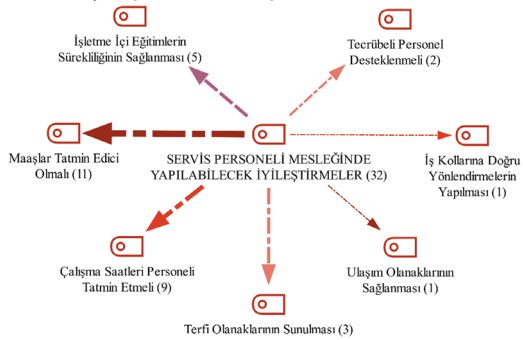 İşletme İçi Eğitimlerin
Sürekliliğinin Sağlanması (5)
Tecrübeli Personel
Desteklenmeli (2)
Maaşlar Tatmin Edici
Olmalı (11)
SERVİS PERSONELİ MESLEĞİNDE
YAPILABİLECEK İYİLEŞTİRMELER (32)
İş Kollarına Doğru
Yönlendirmelerin
Yapılması (1)
Çalışma Saatleri Personeli
Tatmin Etmeli (9)
Ulaşım Olanaklarının
Sağlanması (1)
Terfi Olanaklarının Sunulması (3)